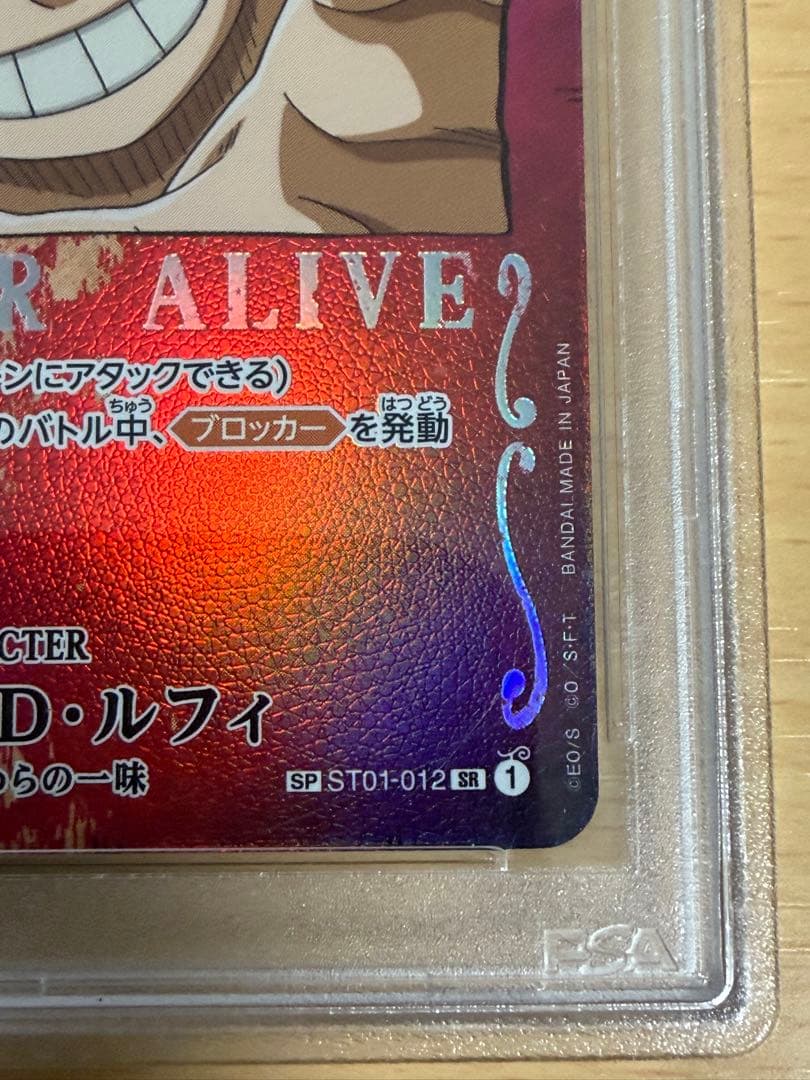 R ALIVE
ンにアタックできる)
ちゅう はつどう
のバトル中、ブロッカーを発動
CTER
D・ルフィ
らの一味
SP ST01-012 SR 1
©E.O/S ©O S・F・T BANDAI MADE IN JAPAN
PSA